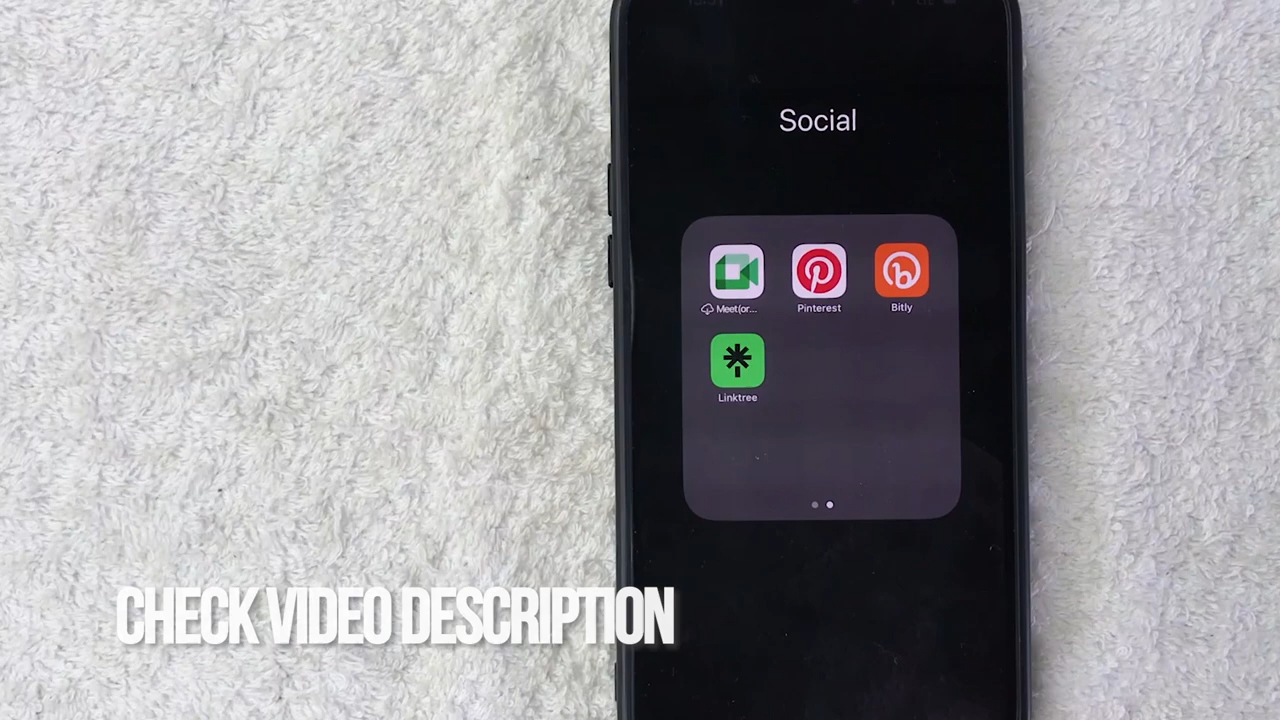 Social
Meet(or...
Pinterest
Bitly
Linktree
CHECK VIDEO DESCRIPTION